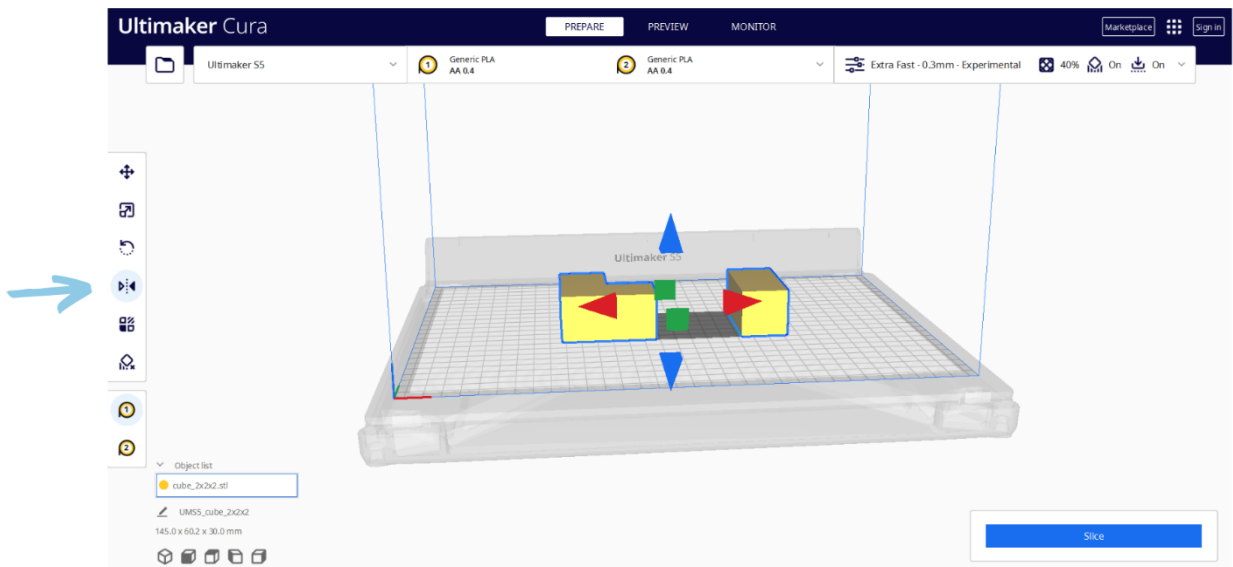 Ultimaker Cura
PREPARE
PREVIEW
MONITOR
Marketplace
Sign in
Ultimaker S5
1
Generic PLA
AA 0.4
2
Generic PLA
AA 0.4
Extra Fast - 0.3mm - Experimental
40%
On
On
Ultimaker S5
1
2
Object list
cube_2x2x2.stl
UMS5_cube_2x2x2
145.0 x 60.2 x 30.0 mm
Slice